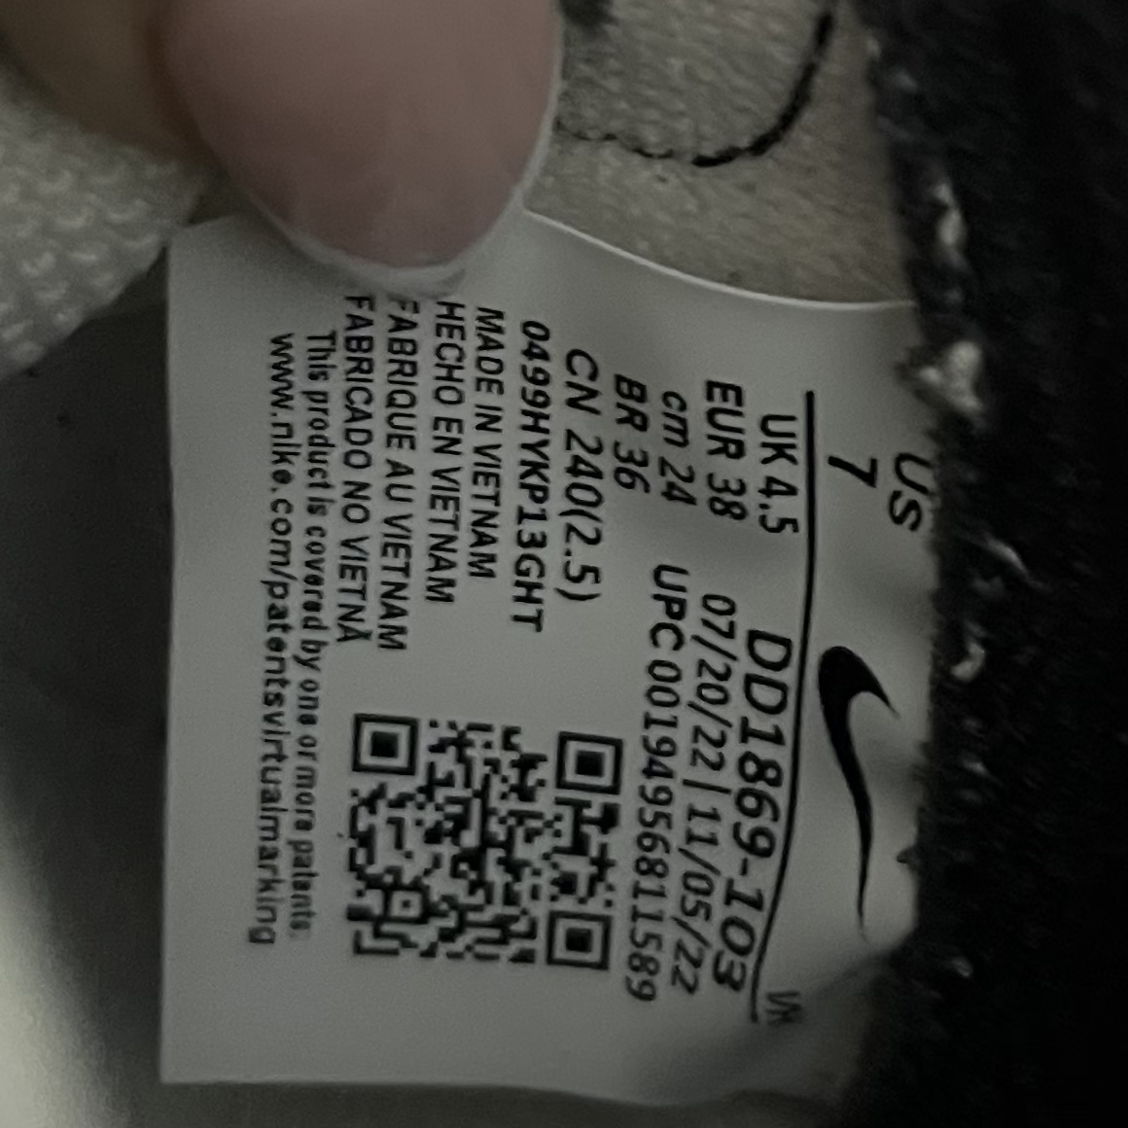 US
7
UK 4.5
EUR 38
cm 24
BR 36
CN 240(2.5)
DD1869-103
07/20/22 | 11/05/22
UPC 00194956811589
0499HYKP13GHT
MADE IN VIETNAM
HECHO EN VIETNAM
FABRIQUE AU VIETNAM
FABRICADO NO VIETNÃ
This product is covered by one or more patents:
www.nike.com/patentsvirtualmarking